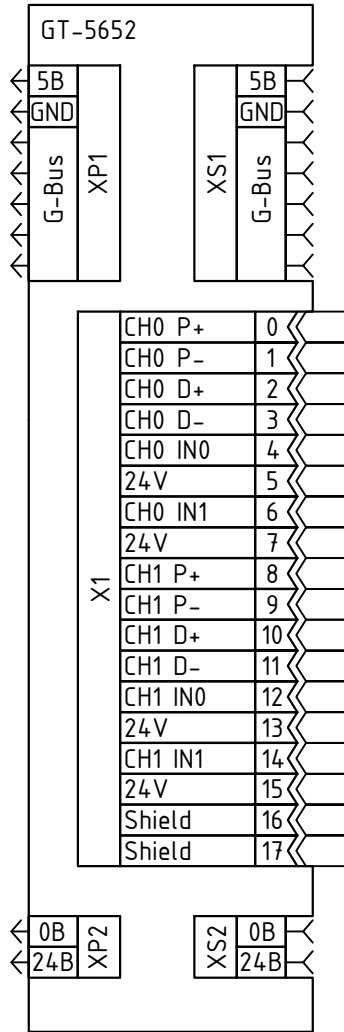 GT-5652
5В 5В
GND GND
G-Bus XP1 XS1 G-Bus
CH0 P+ 0
CH0 P- 1
CH0 D+ 2
CH0 D- 3
CH0 IN0 4
24V 5
CH0 IN1 6
24V 7
X1
CH1 P+ 8
CH1 P- 9
CH1 D+ 10
CH1 D- 11
CH1 IN0 12
24V 13
CH1 IN1 14
24V 15
Shield 16
Shield 17
0В XP2 XS2 0В
24В 24В